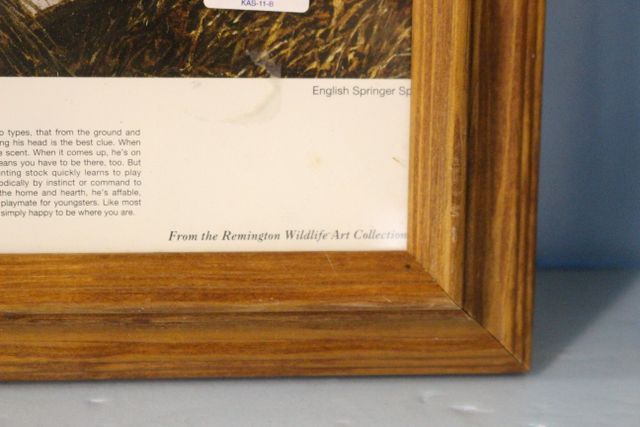 KAS-11-B
English Springer Sp
o types, that from the ground and
ng his head is the best clue. When
e scent. When it comes up, he's on
eans you have to be there, too. But
nting stock quickly learns to play
odically by instinct or command to
the home and hearth, he's affable,
playmate for youngsters. Like most
simply happy to be where you are.
From the Remington Wildlife Art Collection